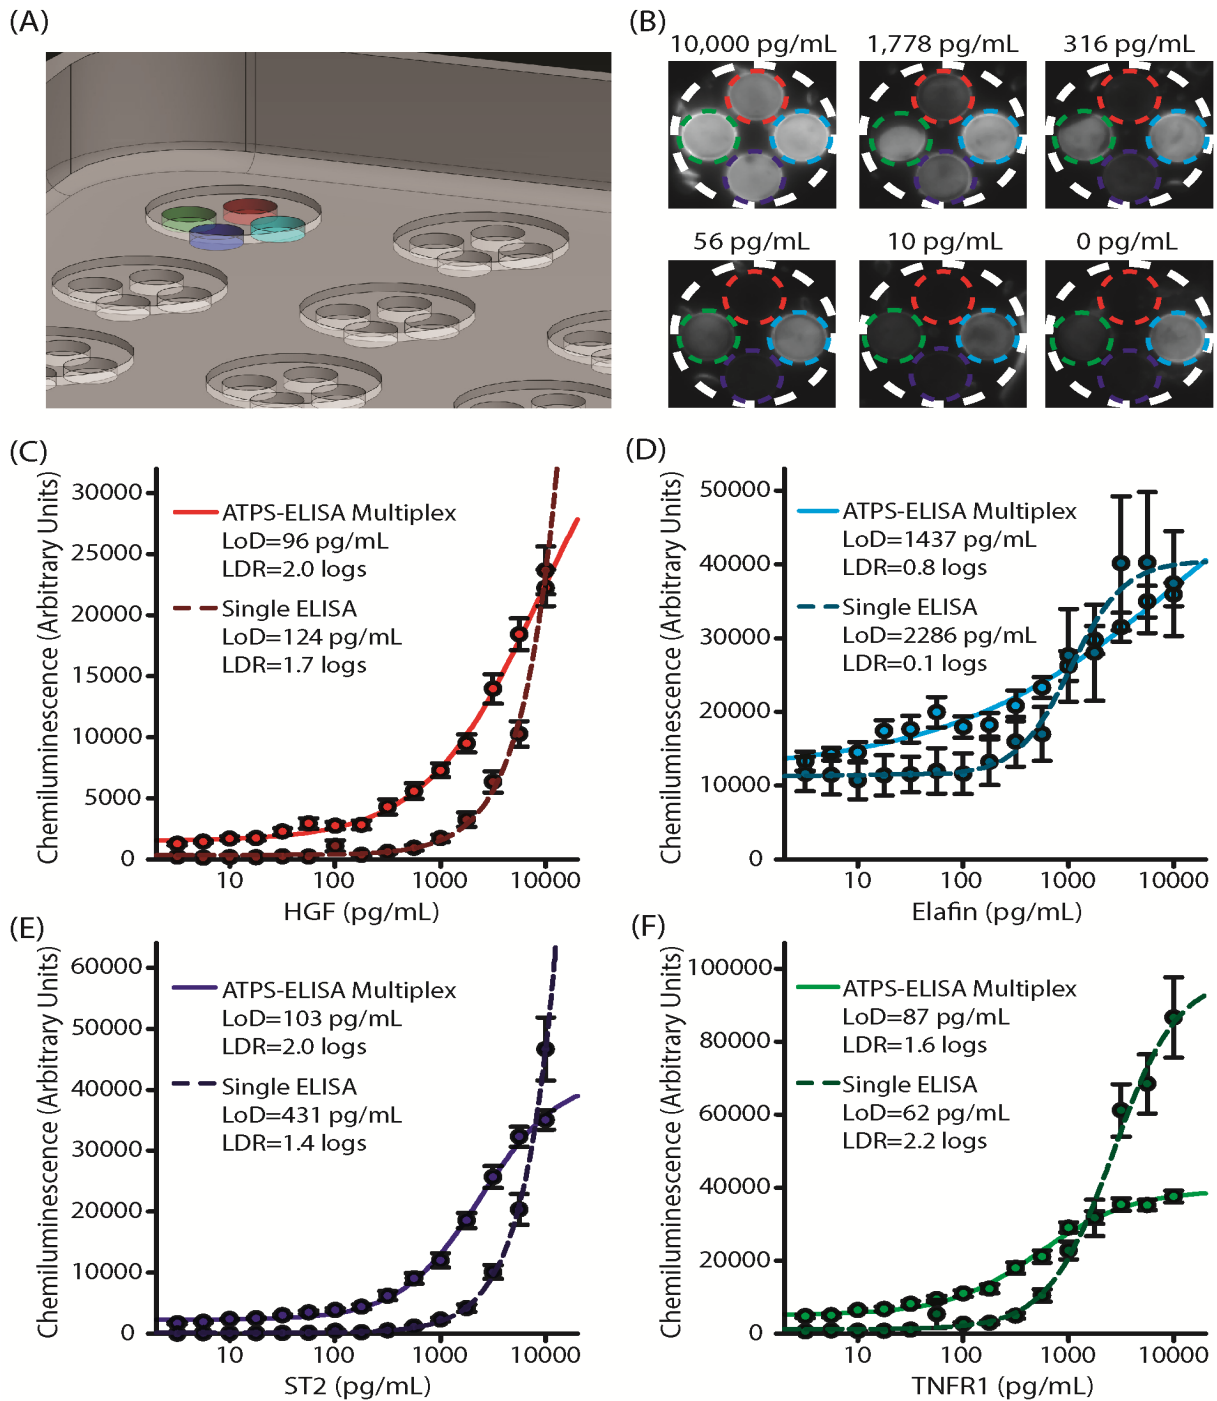 (A)
(B)
10,000 pg/mL
1,778 pg/mL
316 pg/mL
56 pg/mL
10 pg/mL
0 pg/mL
(C)
Chemiluminescence (Arbitrary Units)
30000
25000
20000
15000
10000
5000
0
ATPS-ELISA Multiplex
LoD=96 pg/mL
LDR=2.0 logs
Single ELISA
LoD=124 pg/mL
LDR=1.7 logs
10
100
1000
10000
HGF (pg/mL)
(D)
Chemiluminescence (Arbitrary Units)
50000
40000
30000
20000
10000
0
ATPS-ELISA Multiplex
LoD=1437 pg/mL
LDR=0.8 logs
Single ELISA
LoD=2286 pg/mL
LDR=0.1 logs
10
100
1000
10000
Elafin (pg/mL)
(E)
Chemiluminescence (Arbitrary Units)
60000
50000
40000
30000
20000
10000
0
ATPS-ELISA Multiplex
LoD=103 pg/mL
LDR=2.0 logs
Single ELISA
LoD=431 pg/mL
LDR=1.4 logs
10
100
1000
10000
ST2 (pg/mL)
(F)
Chemiluminescence (Arbitrary Units)
100000
80000
60000
40000
20000
0
ATPS-ELISA Multiplex
LoD=87 pg/mL
LDR=1.6 logs
Single ELISA
LoD=62 pg/mL
LDR=2.2 logs
10
100
1000
10000
TNFR1 (pg/mL)